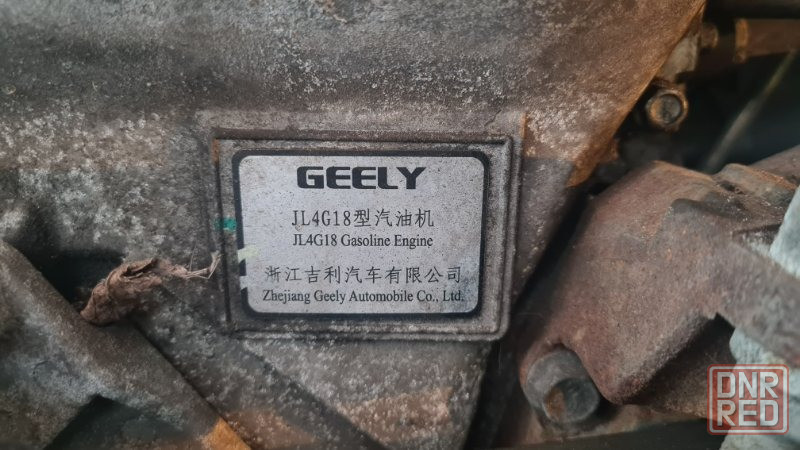 GEELY
JL4G18型汽油机
JL4G18 Gasoline Engine
浙江吉利汽车有限公司
Zhejiang Geely Automobile Co., Ltd.
DNR
RED